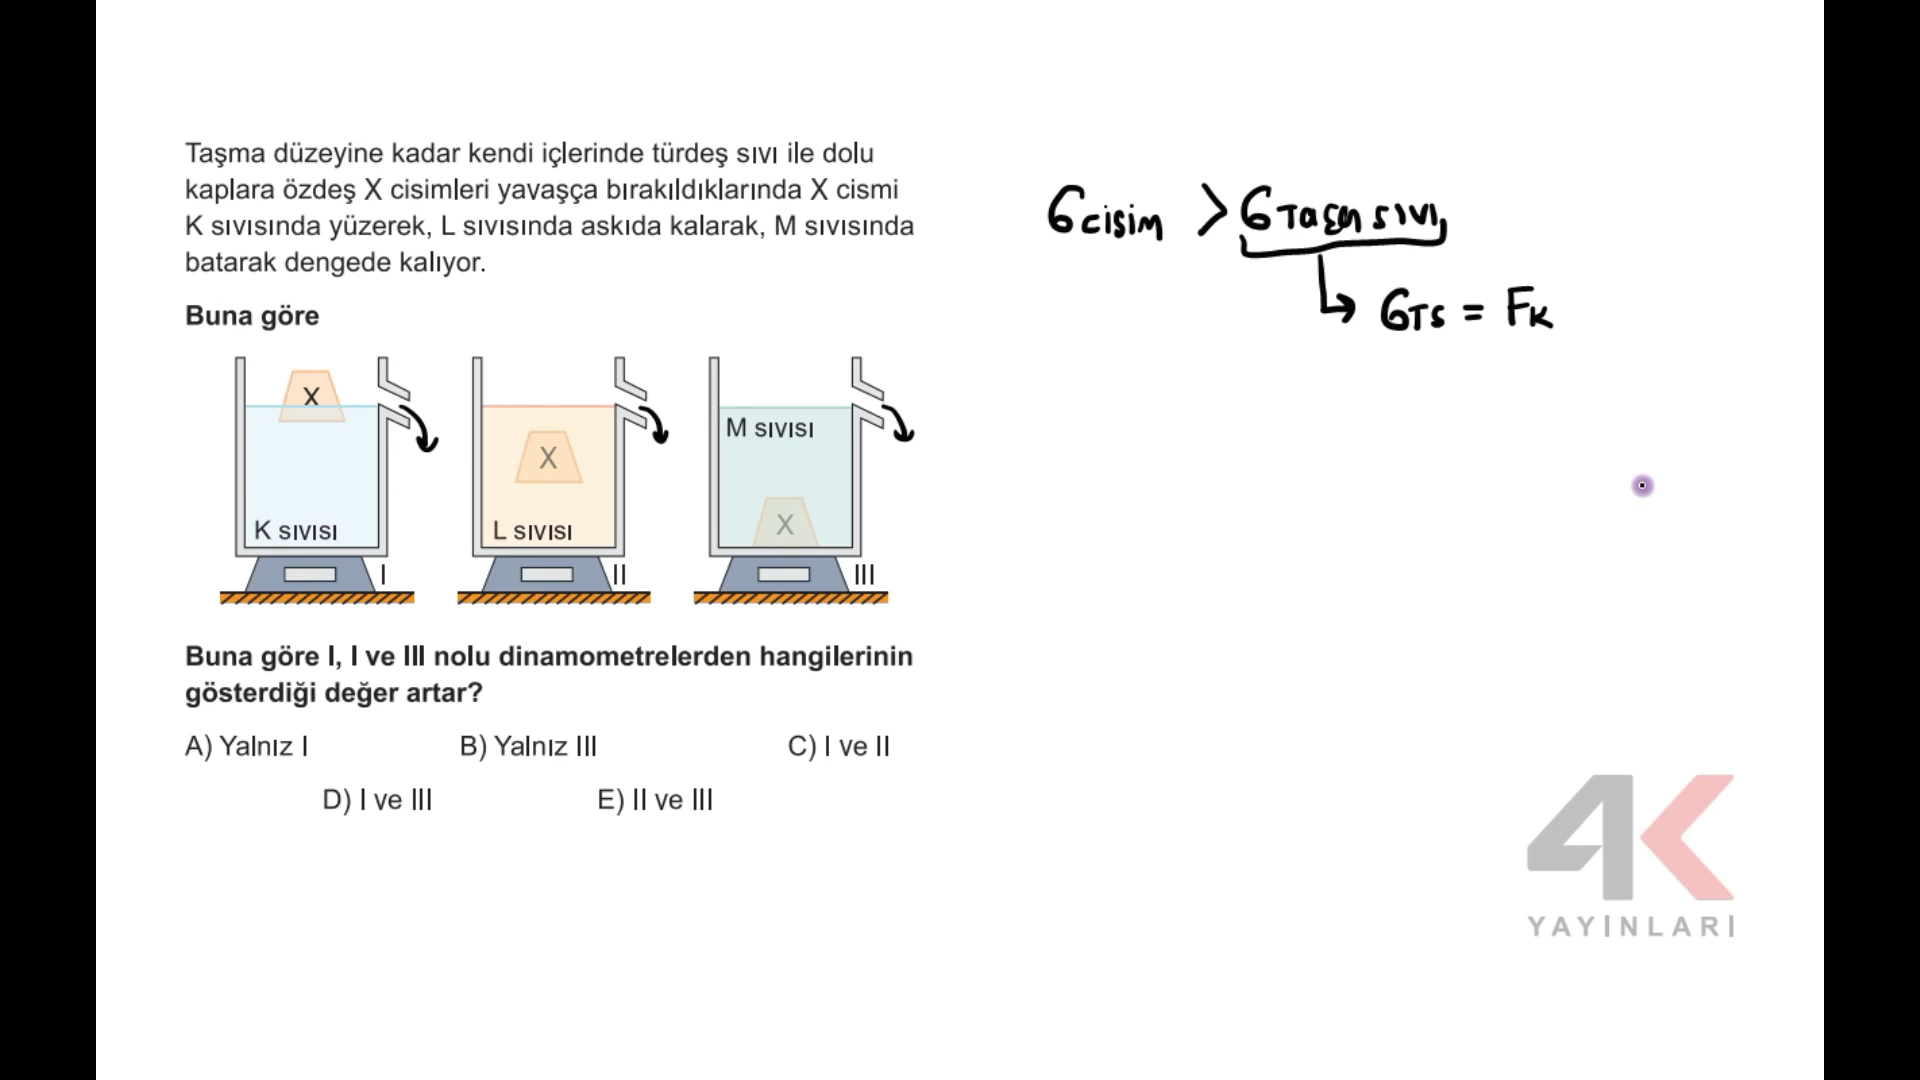 Taşma düzeyine kadar kendi içlerinde türdeş sıvı ile dolu
kaplara özdeş X cisimleri yavaşça bırakıldıklarında X cismi
K sıvısında yüzerek, L sıvısında askıda kalarak, M sıvısında
batarak dengede kalıyor.
Buna göre
X
K sıvısı
I
X
L sıvısı
II
M sıvısı
X
III
Buna göre I, I ve III nolu dinamometrelerden hangilerinin
gösterdiği değer artar?
A) Yalnız I B) Yalnız III C) I ve II
D) I ve III E) II ve III
Gcisim > GTaşan sıvı
GTS = FK
4K
YAYINLARI